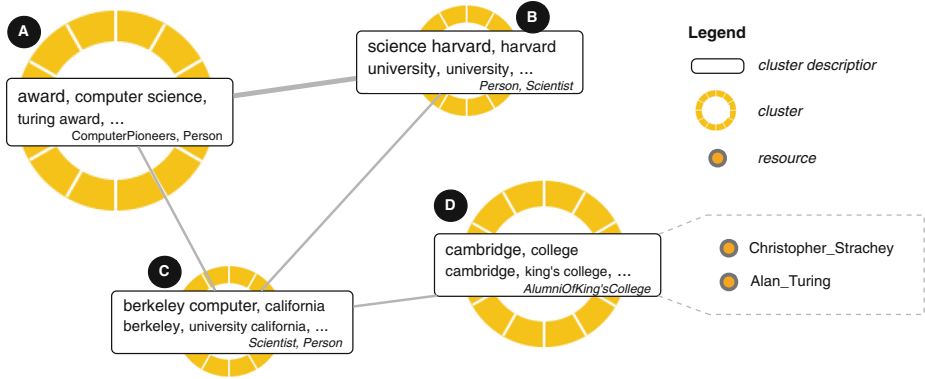 A
award, computer science,
turing award, ...
ComputerPioneers, Person
B
science harvard, harvard
university, university, ...
Person, Scientist
C
berkeley computer, california
berkeley, university california, ...
Scientist, Person
D
cambridge, college
cambridge, king's college, ...
AlumniOfKing'sCollege
Christopher_Strachey
Alan_Turing
Legend
cluster descriptior
cluster
resource